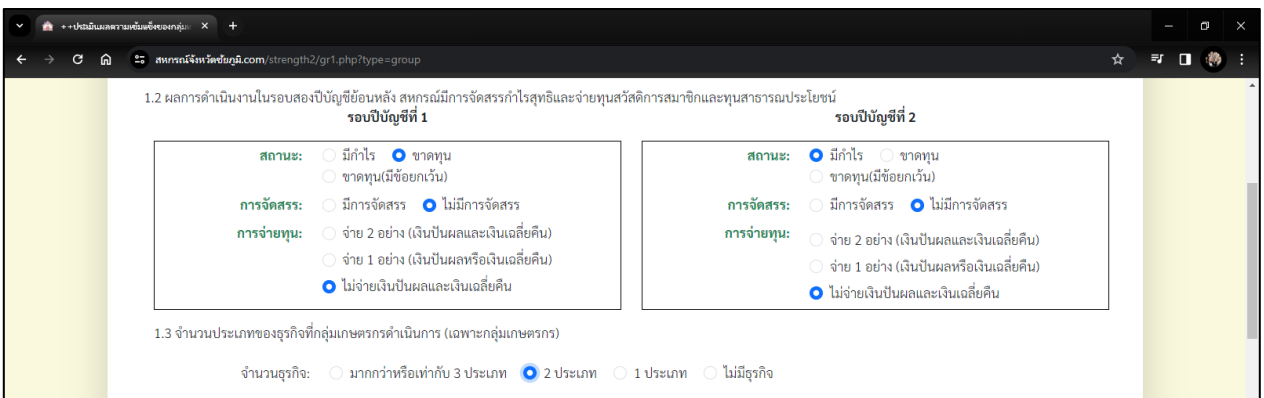 ++ประเมินผลความเข้มแข็งของกลุ่มเ
สหกรณ์จังหวัดชัยภูมิ.com/strength2/gr1.php?type=group
1.2 ผลการดำเนินงานในรอบสองปีบัญชีย้อนหลัง สหกรณ์มีการจัดสรรกำไรสุทธิและจ่ายทุนสวัสดิการสมาชิกและทุนสาธารณประโยชน์
รอบปีบัญชีที่ 1
สถานะ: มีกำไร ขาดทุน
ขาดทุน(มีข้อยกเว้น)
การจัดสรร: มีการจัดสรร ไม่มีการจัดสรร
การจ่ายทุน: จ่าย 2 อย่าง (เงินปันผลและเงินเฉลี่ยคืน)
จ่าย 1 อย่าง (เงินปันผลหรือเงินเฉลี่ยคืน)
ไม่จ่ายเงินปันผลและเงินเฉลี่ยคืน
รอบปีบัญชีที่ 2
สถานะ: มีกำไร ขาดทุน
ขาดทุน(มีข้อยกเว้น)
การจัดสรร: มีการจัดสรร ไม่มีการจัดสรร
การจ่ายทุน: จ่าย 2 อย่าง (เงินปันผลและเงินเฉลี่ยคืน)
จ่าย 1 อย่าง (เงินปันผลหรือเงินเฉลี่ยคืน)
ไม่จ่ายเงินปันผลและเงินเฉลี่ยคืน
1.3 จำนวนประเภทของธุรกิจที่กลุ่มเกษตรกรดำเนินการ (เฉพาะกลุ่มเกษตรกร)
จำนวนธุรกิจ: มากกว่าหรือเท่ากับ 3 ประเภท 2 ประเภท 1 ประเภท ไม่มีธุรกิจ